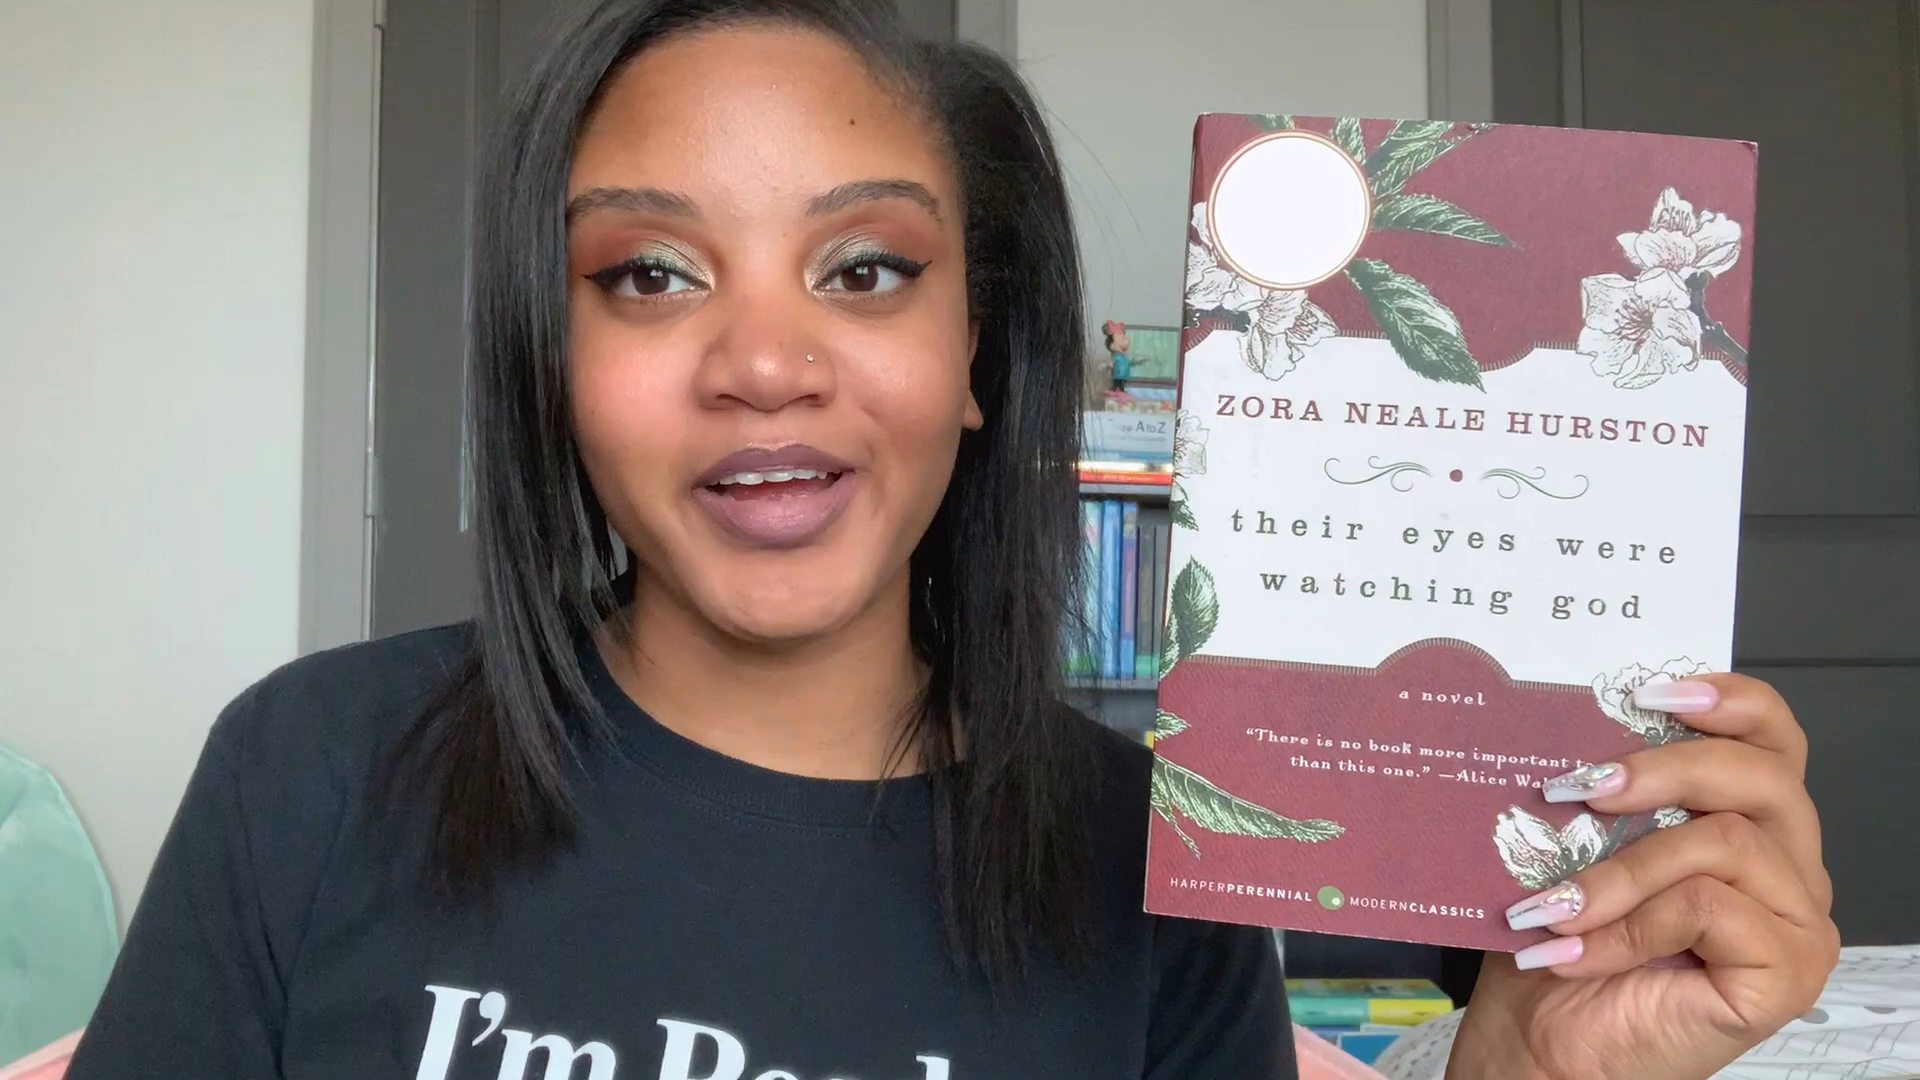 ZORA NEALE HURSTON
their eyes were
watching god
a novel
“There is no book more important
than this one.” —Alice
HARPERPERENNIAL MODERNCLASSICS
I’m
A to Z